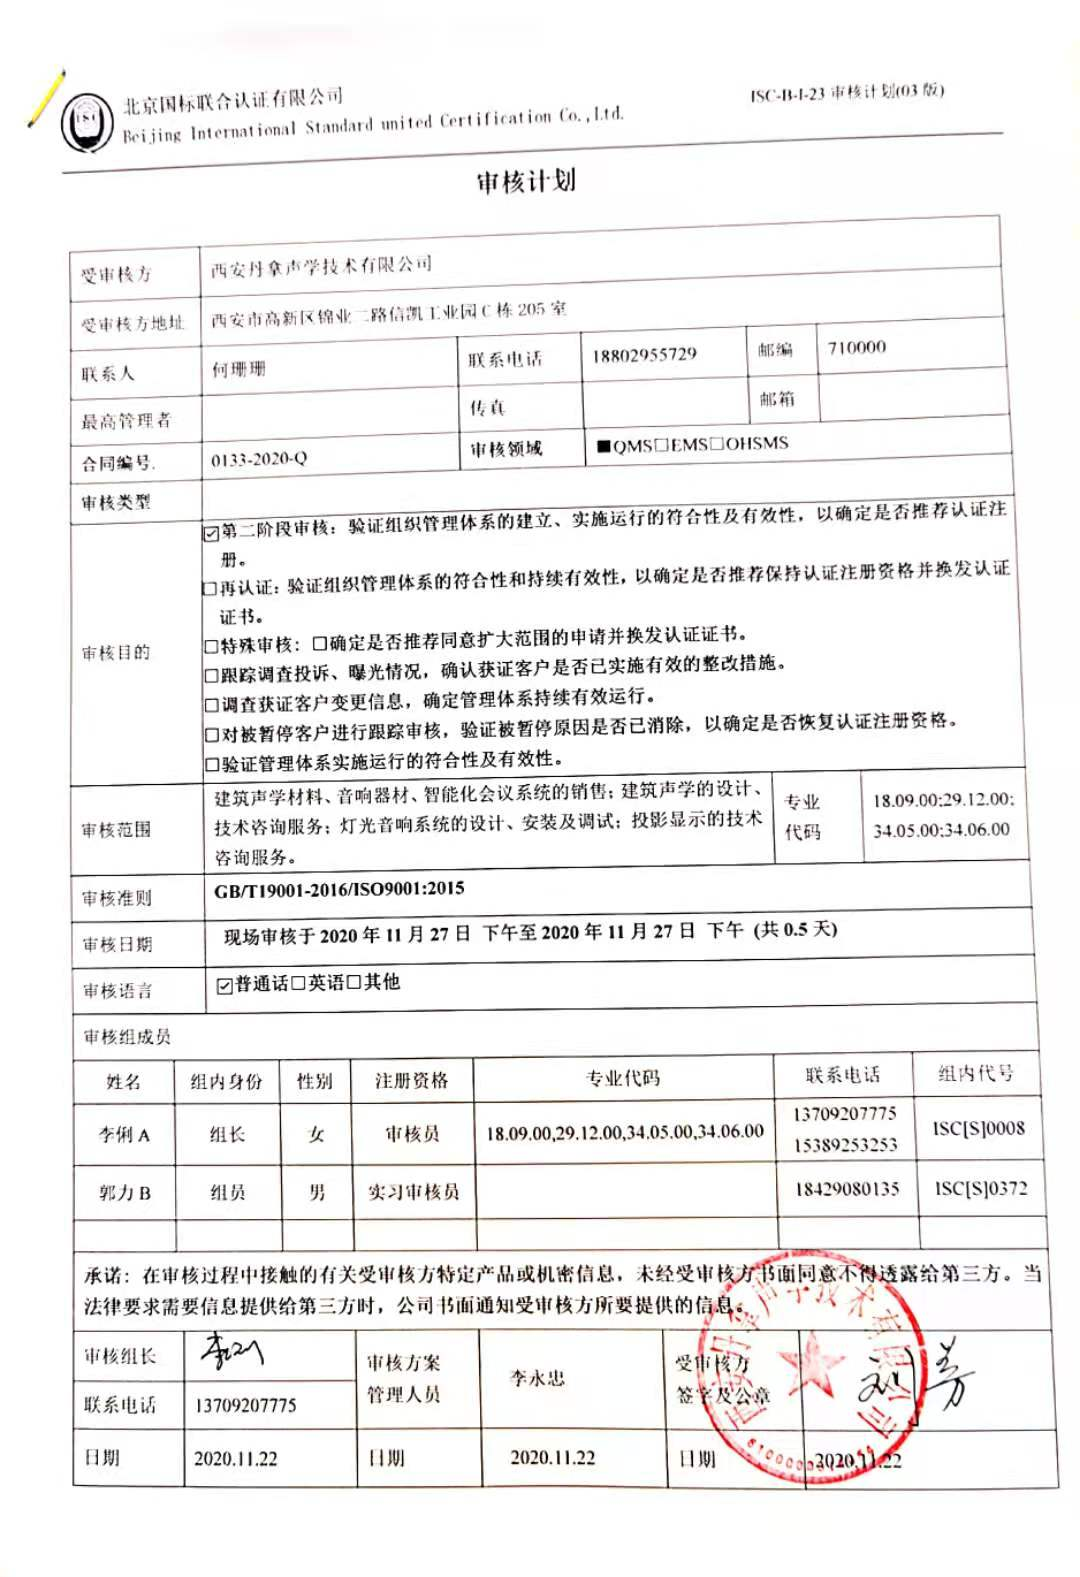 北京国标联合认证有限公司
Beijing International Standard united Certification Co.,Ltd.
ISC-B-I-23 审核计划(03 版)
审核计划
受审核方 西安丹拿声学技术有限公司
受审核方地址 西安市高新区锦业二路信凯工业园 C 栋 205 室
联系人 何珊珊 联系电话 18802955729 邮编 710000
最高管理者 传真 邮箱
合同编号. 0133-2020-Q 审核领域 ■QMS□EMS□OHSMS
审核类型
审核目的
☑第二阶段审核：验证组织管理体系的建立、实施运行的符合性及有效性，以确定是否推荐认证注
册。
□再认证：验证组织管理体系的符合性和持续有效性，以确定是否推荐保持认证注册资格并换发认证
证书。
□特殊审核：□确定是否推荐同意扩大范围的申请并换发认证证书。
□跟踪调查投诉、曝光情况，确认获证客户是否已实施有效的整改措施。
□调查获证客户变更信息，确定管理体系持续有效运行。
□对被暂停客户进行跟踪审核，验证被暂停原因是否已消除，以确定是否恢复认证注册资格。
□验证管理体系实施运行的符合性及有效性。
审核范围
建筑声学材料、音响器材、智能化会议系统的销售；建筑声学的设计、
技术咨询服务；灯光音响系统的设计、安装及调试；投影显示的技术
咨询服务。
专业
代码
18.09.00;29.12.00;
34.05.00;34.06.00
审核准则 GB/T19001-2016/ISO9001:2015
审核日期 现场审核于 2020 年 11 月 27 日 下午至 2020 年 11 月 27 日 下午 (共 0.5 天)
审核语言 ☑普通话□英语□其他
审核组成员
姓名 组内身份 性别 注册资格 专业代码 联系电话 组内代号
李俐 A 组长 女 审核员 18.09.00,29.12.00,34.05.00,34.06.00 13709207775
15389253253 ISC[S]0008
郭力 B 组员 男 实习审核员 18429080135 ISC[S]0372
承诺：在审核过程中接触的有关受审核方特定产品或机密信息，未经受审核方书面同意不得透露给第三方。当
法律要求需要信息提供给第三方时，公司书面通知受审核方所要提供的信息。
审核组长 李俐
联系电话 13709207775
审核方案
管理人员
李永忠
受审核方
签字及公章
刘芳
西安丹拿声学技术有限公司
日期 2020.11.22 日期 2020.11.22 日期 2020.11.22